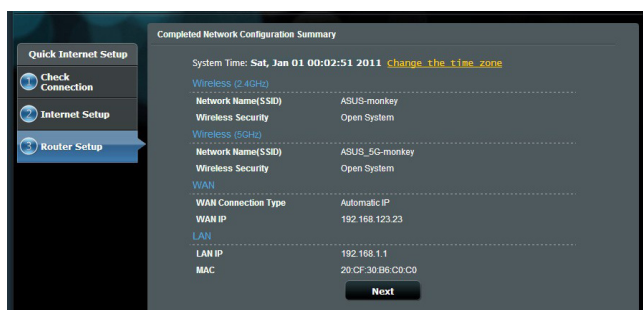 Completed Network Configuration Summary
Quick Internet Setup
1 Check Connection
2 Internet Setup
3 Router Setup
System Time: Sat, Jan 01 00:02:51 2011 Change the time zone
Wireless (2.4GHz)
Network Name(SSID) ASUS-monkey
Wireless Security Open System
Wireless (5GHz)
Network Name(SSID) ASUS_5G-monkey
Wireless Security Open System
WAN
WAN Connection Type Automatic IP
WAN IP 192.168.123.23
LAN
LAN IP 192.168.1.1
MAC 20:CF:30:B6:C0:C0
Next